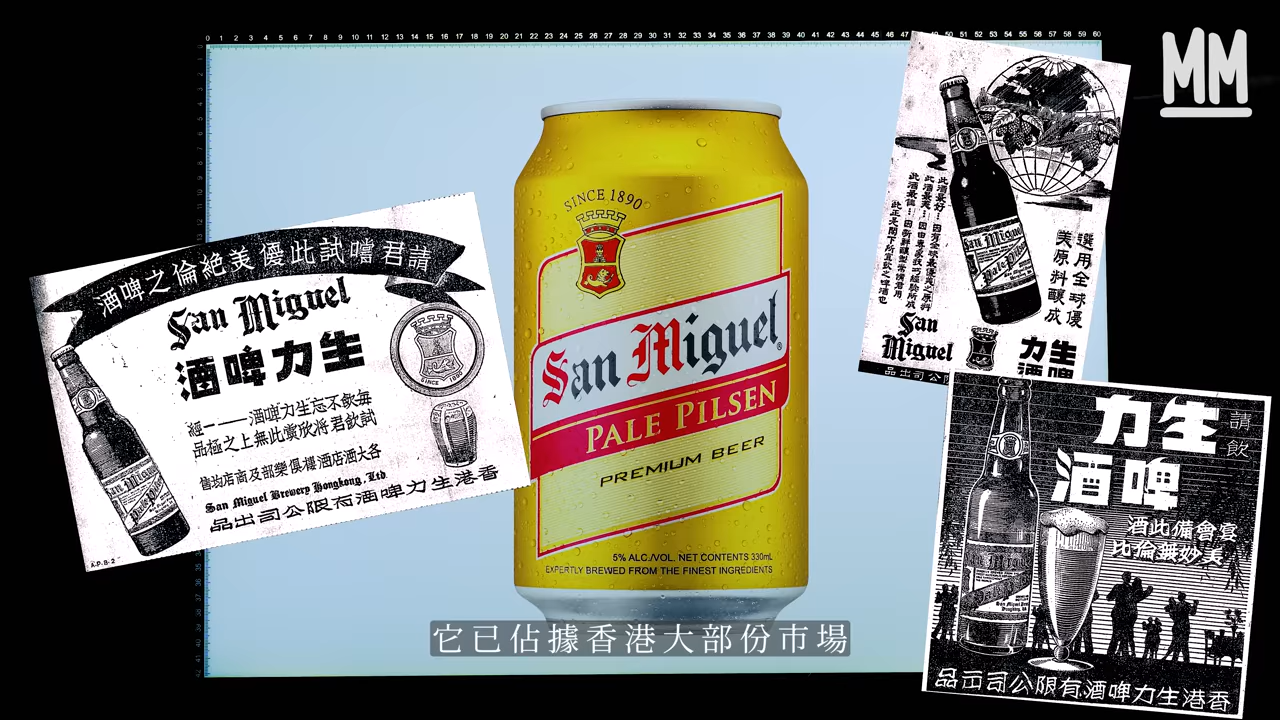 MM
SINCE 1890
San Miguel
PALE PILSEN
PREMIUM BEER
5% ALC./VOL. NET CONTENTS 330mL
EXPERTLY BREWED FROM THE FINEST INGREDIENTS
請君嚐試此優美絕倫之啤酒
San Miguel
生力啤酒
每飲不忘生力啤酒——一經
試飲君將欣賞此無上之極品
各大酒店酒樓俱樂部及商店均售
San Miguel Brewery Hongkong, Ltd.
香港生力啤酒有限公司出品
選用全球優
美原料釀成
San
Miguel
生力
啤酒
請飲
生力
啤酒
宴會備此酒
美妙無倫比
香港生力啤酒有限公司出品
它已佔據香港大部份市場